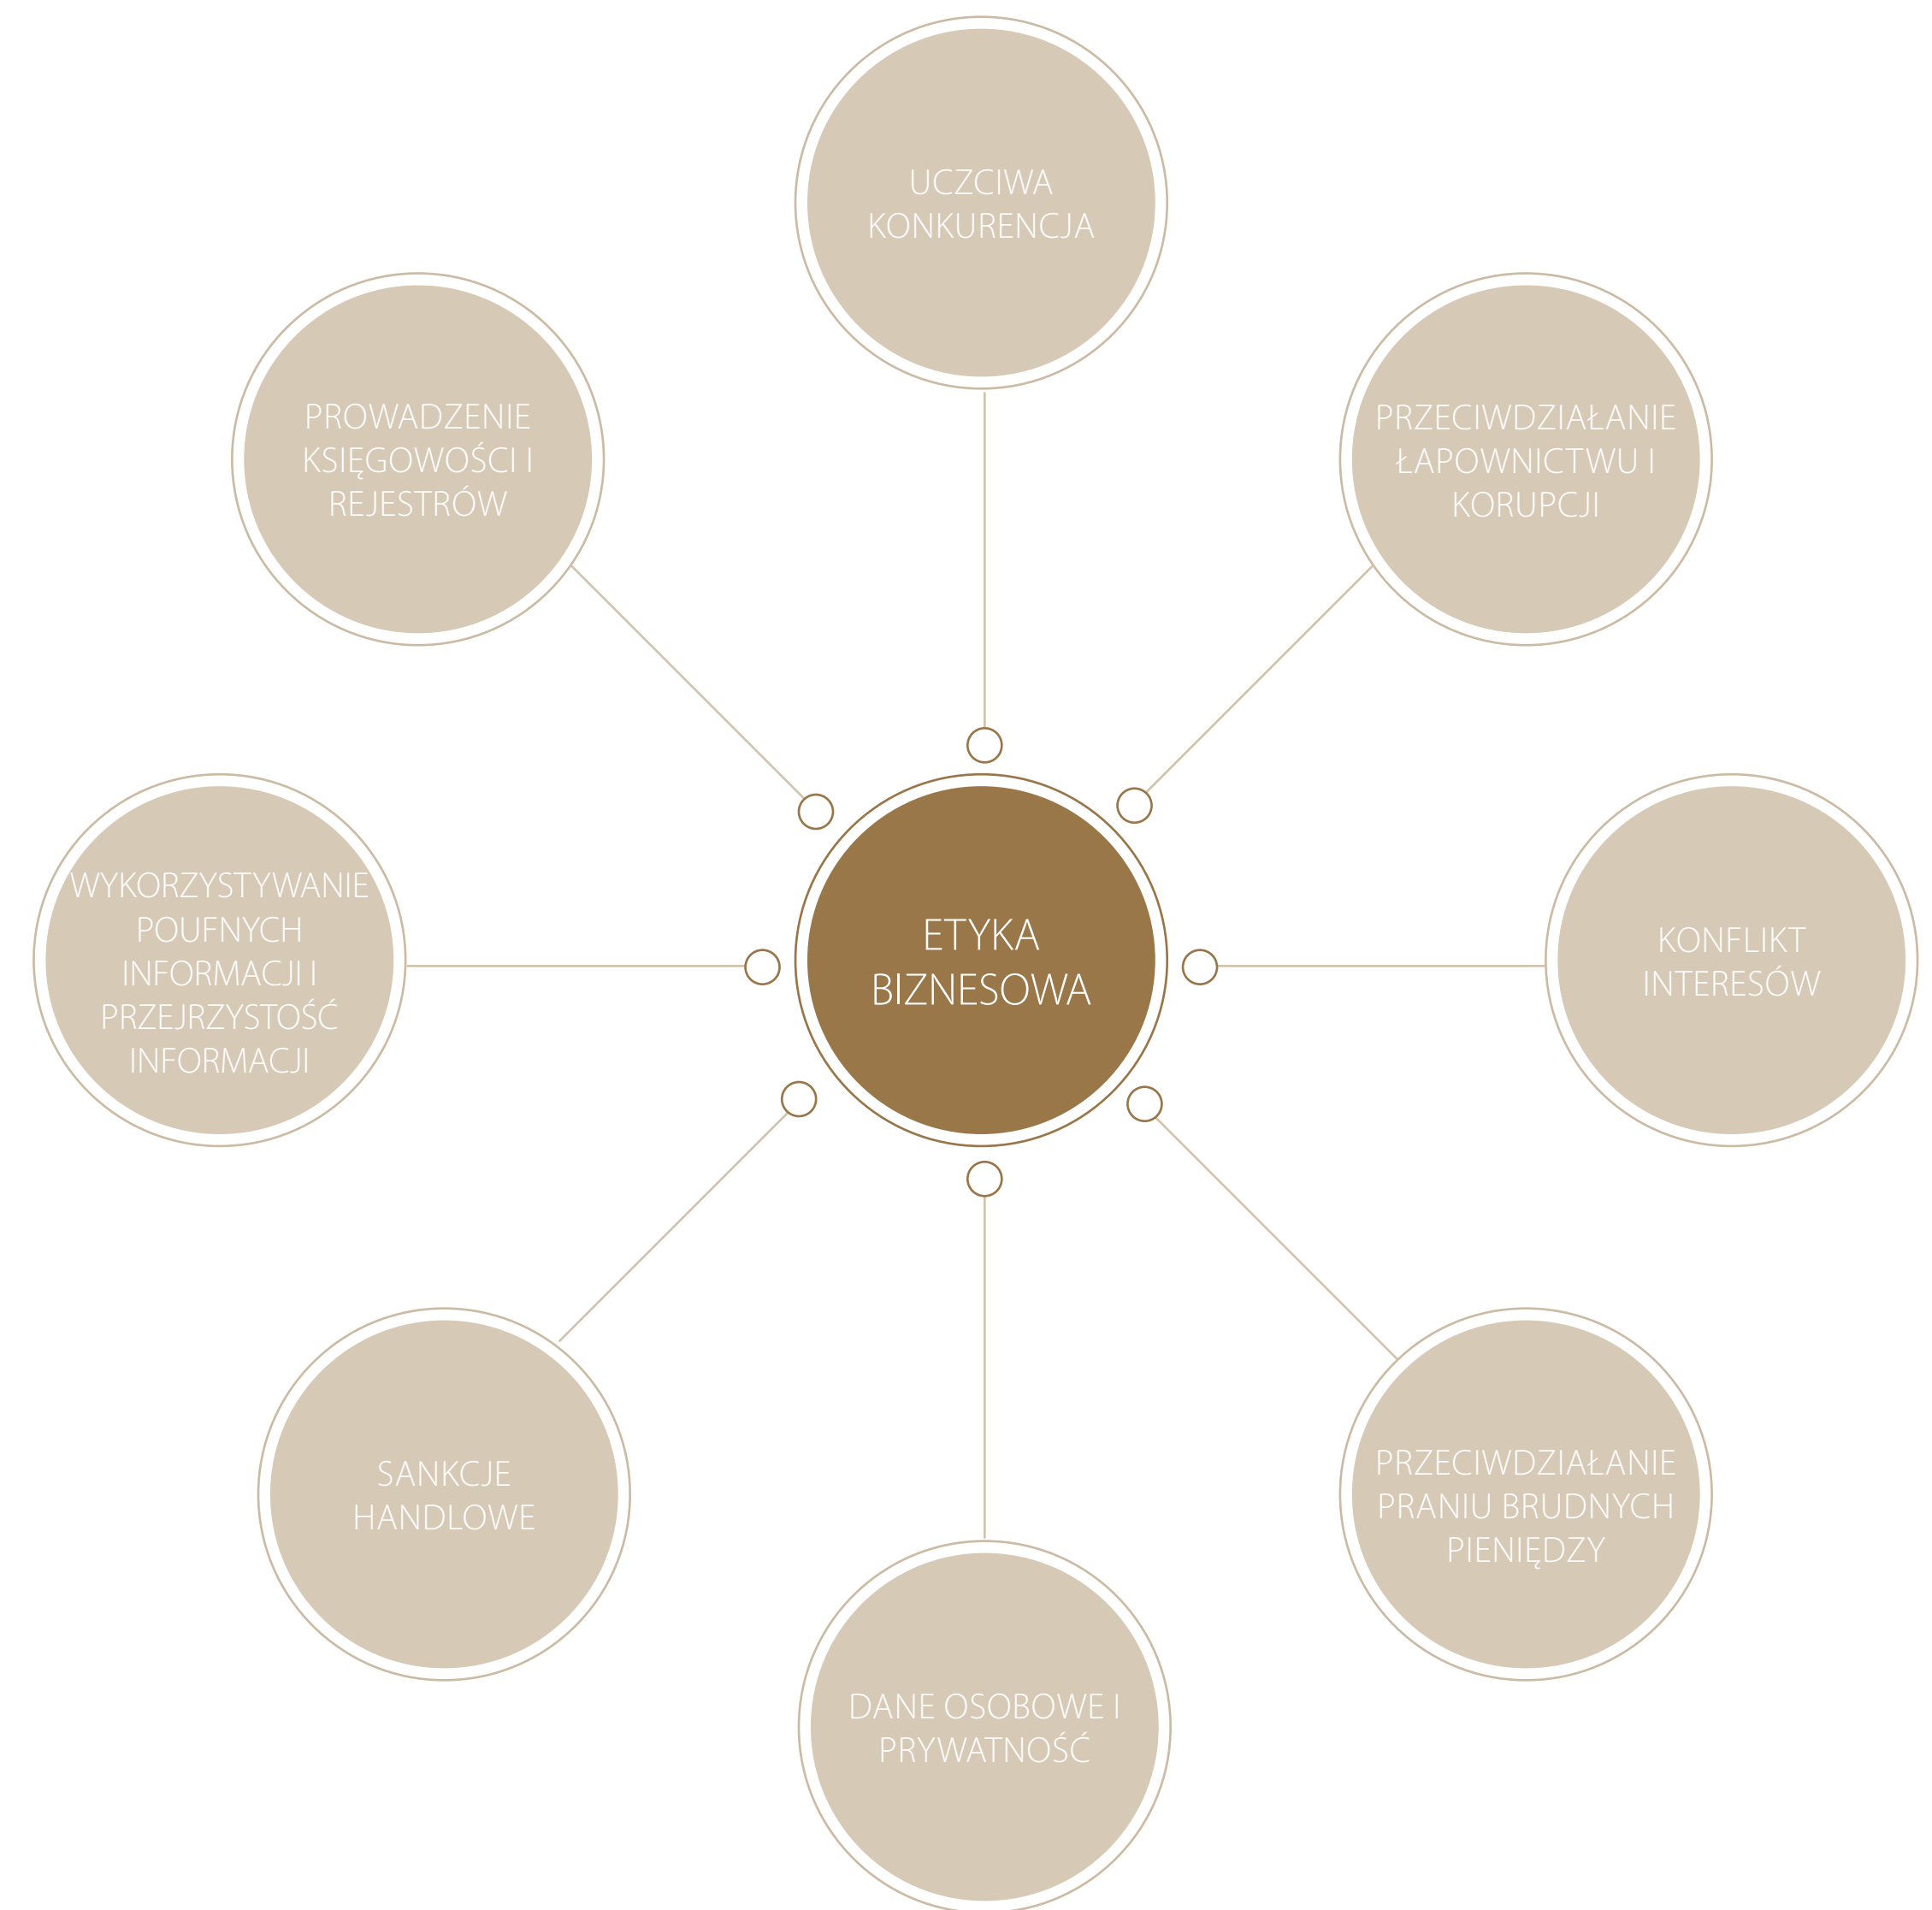 UCZCIWA
KONKURENCJA
PROWADZENIE
KSIĘGOWOŚCI I
REJESTRÓW
PRZECIWDZIAŁANIE
ŁAPOWNICTWU I
KORUPCJI
WYKORZYSTYWANIE
POUFNYCH
INFORMACJI I
PRZEJRZYSTOŚĆ
INFORMACJI
ETYKA
BIZNESOWA
KONFLIKT
INTERESÓW
SANKCJE
HANDLOWE
PRZECIWDZIAŁANIE
PRANIU BRUDNYCH
PIENIĘDZY
DANE OSOBOWE I
PRYWATNOŚĆ